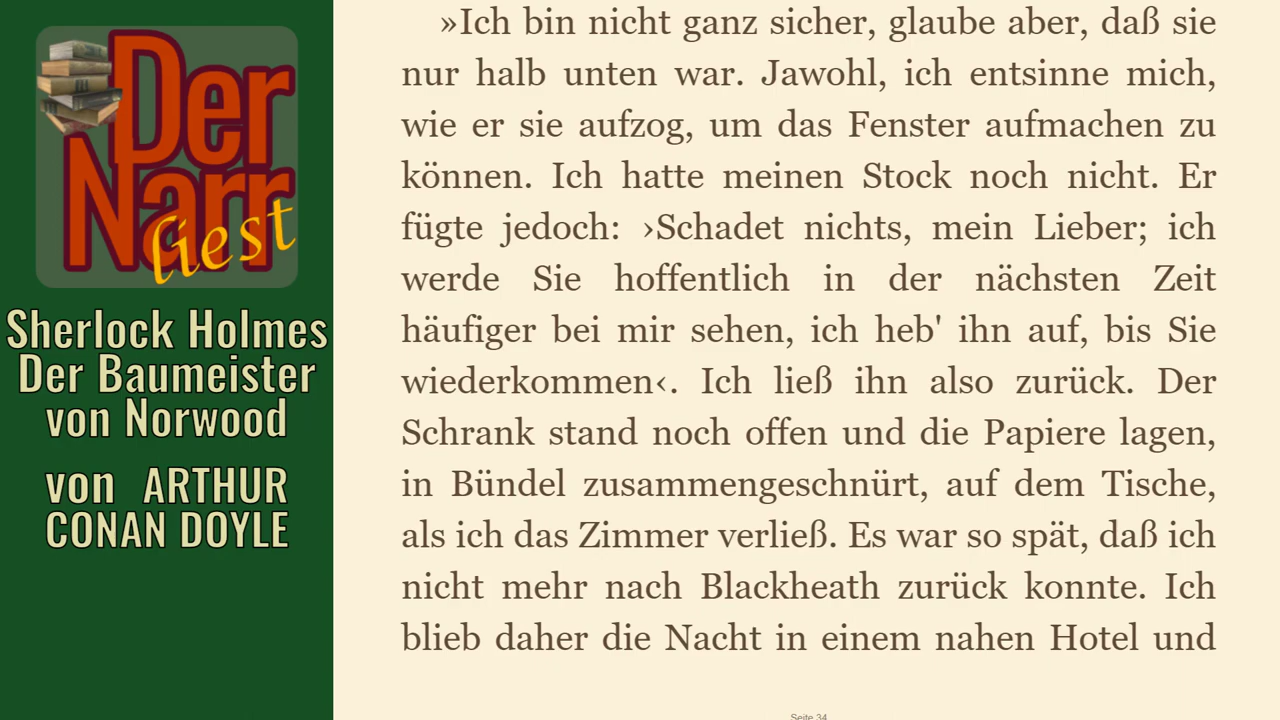 Der
Narr
liest
Sherlock Holmes
Der Baumeister
von Norwood
von ARTHUR
CONAN DOYLE
»Ich bin nicht ganz sicher, glaube aber, daß sie
nur halb unten war. Jawohl, ich entsinne mich,
wie er sie aufzog, um das Fenster aufmachen zu
können. Ich hatte meinen Stock noch nicht. Er
fügte jedoch: ›Schadet nichts, mein Lieber; ich
werde Sie hoffentlich in der nächsten Zeit
häufiger bei mir sehen, ich heb' ihn auf, bis Sie
wiederkommen‹. Ich ließ ihn also zurück. Der
Schrank stand noch offen und die Papiere lagen,
in Bündel zusammengeschnürt, auf dem Tische,
als ich das Zimmer verließ. Es war so spät, daß ich
nicht mehr nach Blackheath zurück konnte. Ich
blieb daher die Nacht in einem nahen Hotel und
Seite 34